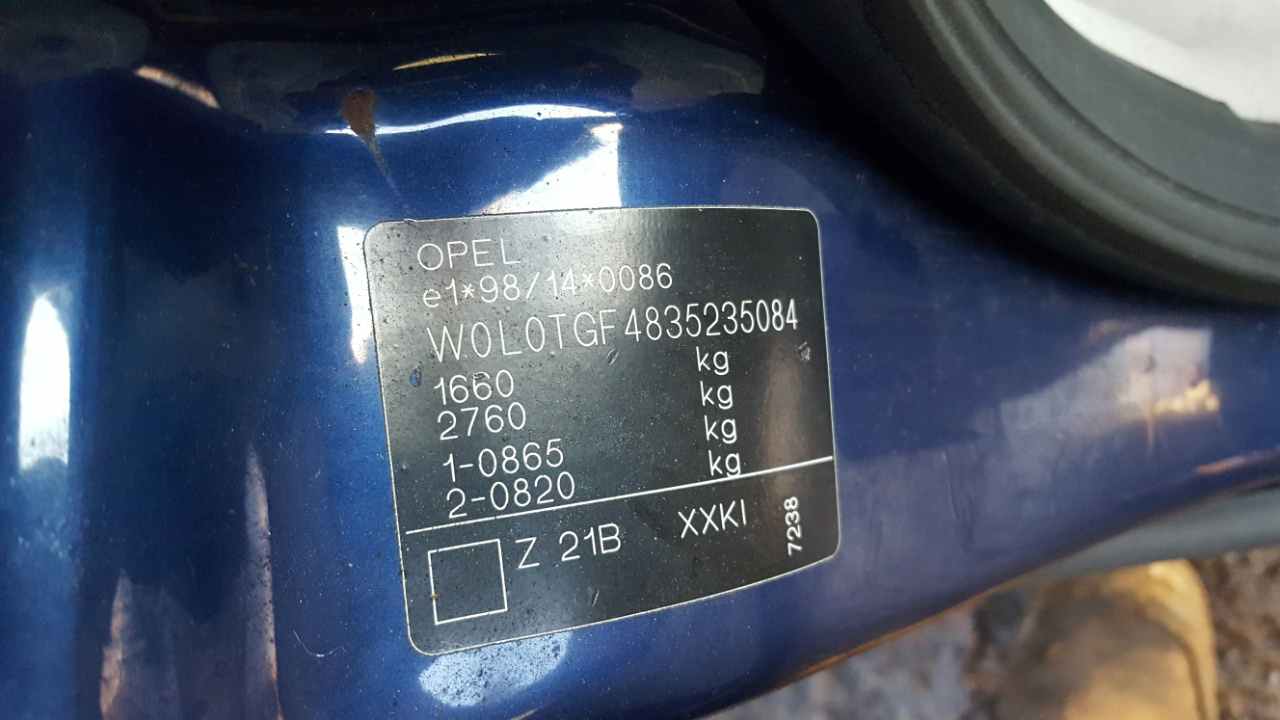 OPEL
e1*98/14*0086
W0L0TGF4835235084
1660 kg
2760 kg
1-0865 kg
2-0820 kg
Z 21B XXKI
7238